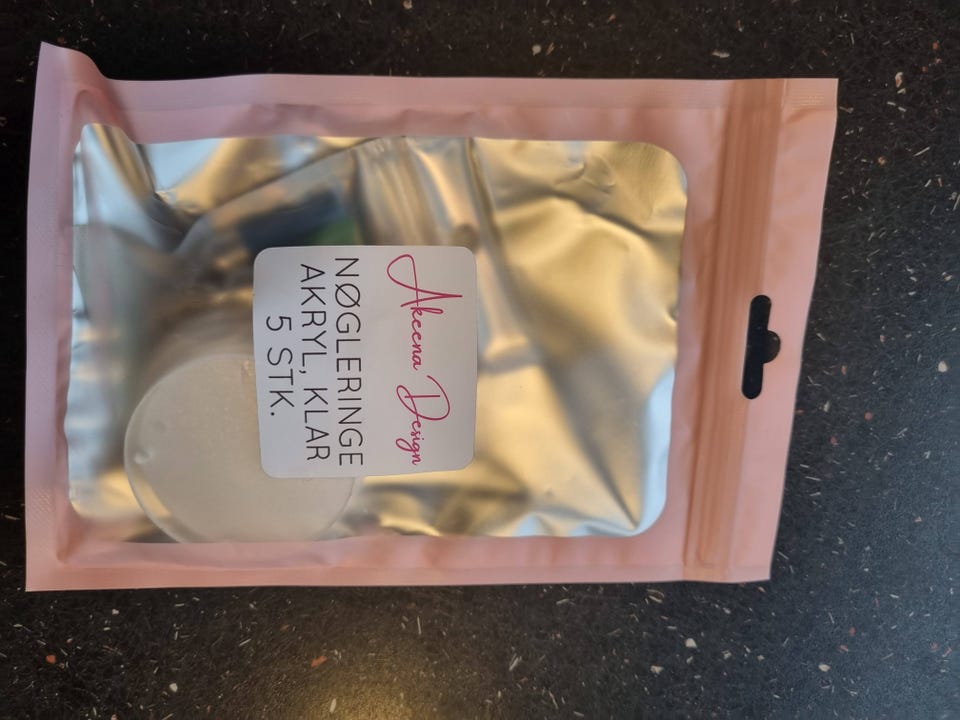 Akeena Design
NØGLERINGE
AKRYL, KLAR
5 STK.